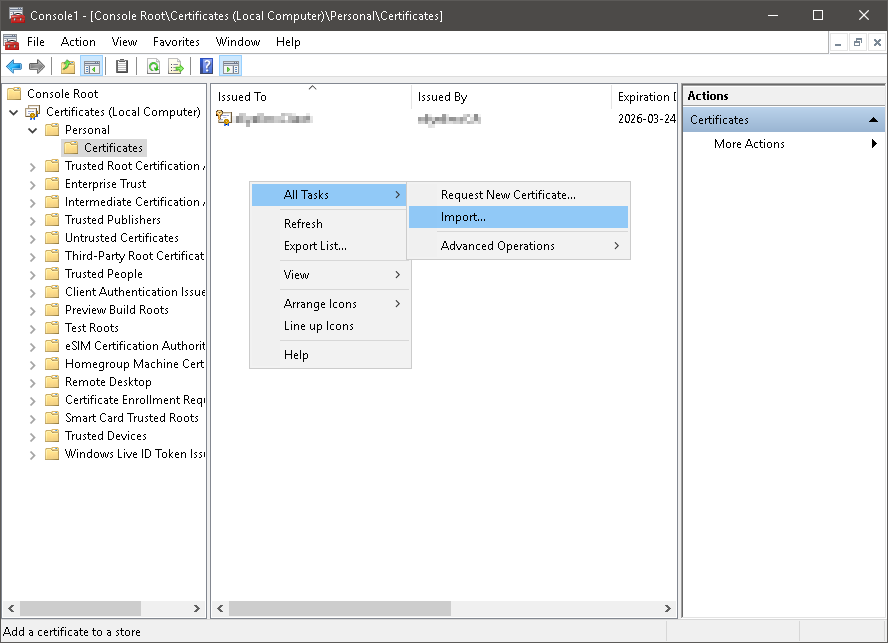 Console1 - [Console Root\Certificates (Local Computer)\Personal\Certificates]
File Action View Favorites Window Help
Console Root
Certificates (Local Computer)
Personal
Certificates
Trusted Root Certification
Enterprise Trust
Intermediate Certification
Trusted Publishers
Untrusted Certificates
Third-Party Root Certificat
Trusted People
Client Authentication Issue
Preview Build Roots
Test Roots
eSIM Certification Authorit
Homegroup Machine Cert
Remote Desktop
Certificate Enrollment Requ
Smart Card Trusted Roots
Trusted Devices
Windows Live ID Token Issu
Issued To Issued By Expiration D
2026-03-24
All Tasks
Refresh
Export List...
View
Arrange Icons
Line up Icons
Help
Request New Certificate...
Import...
Advanced Operations
Actions
Certificates
More Actions
Add a certificate to a store